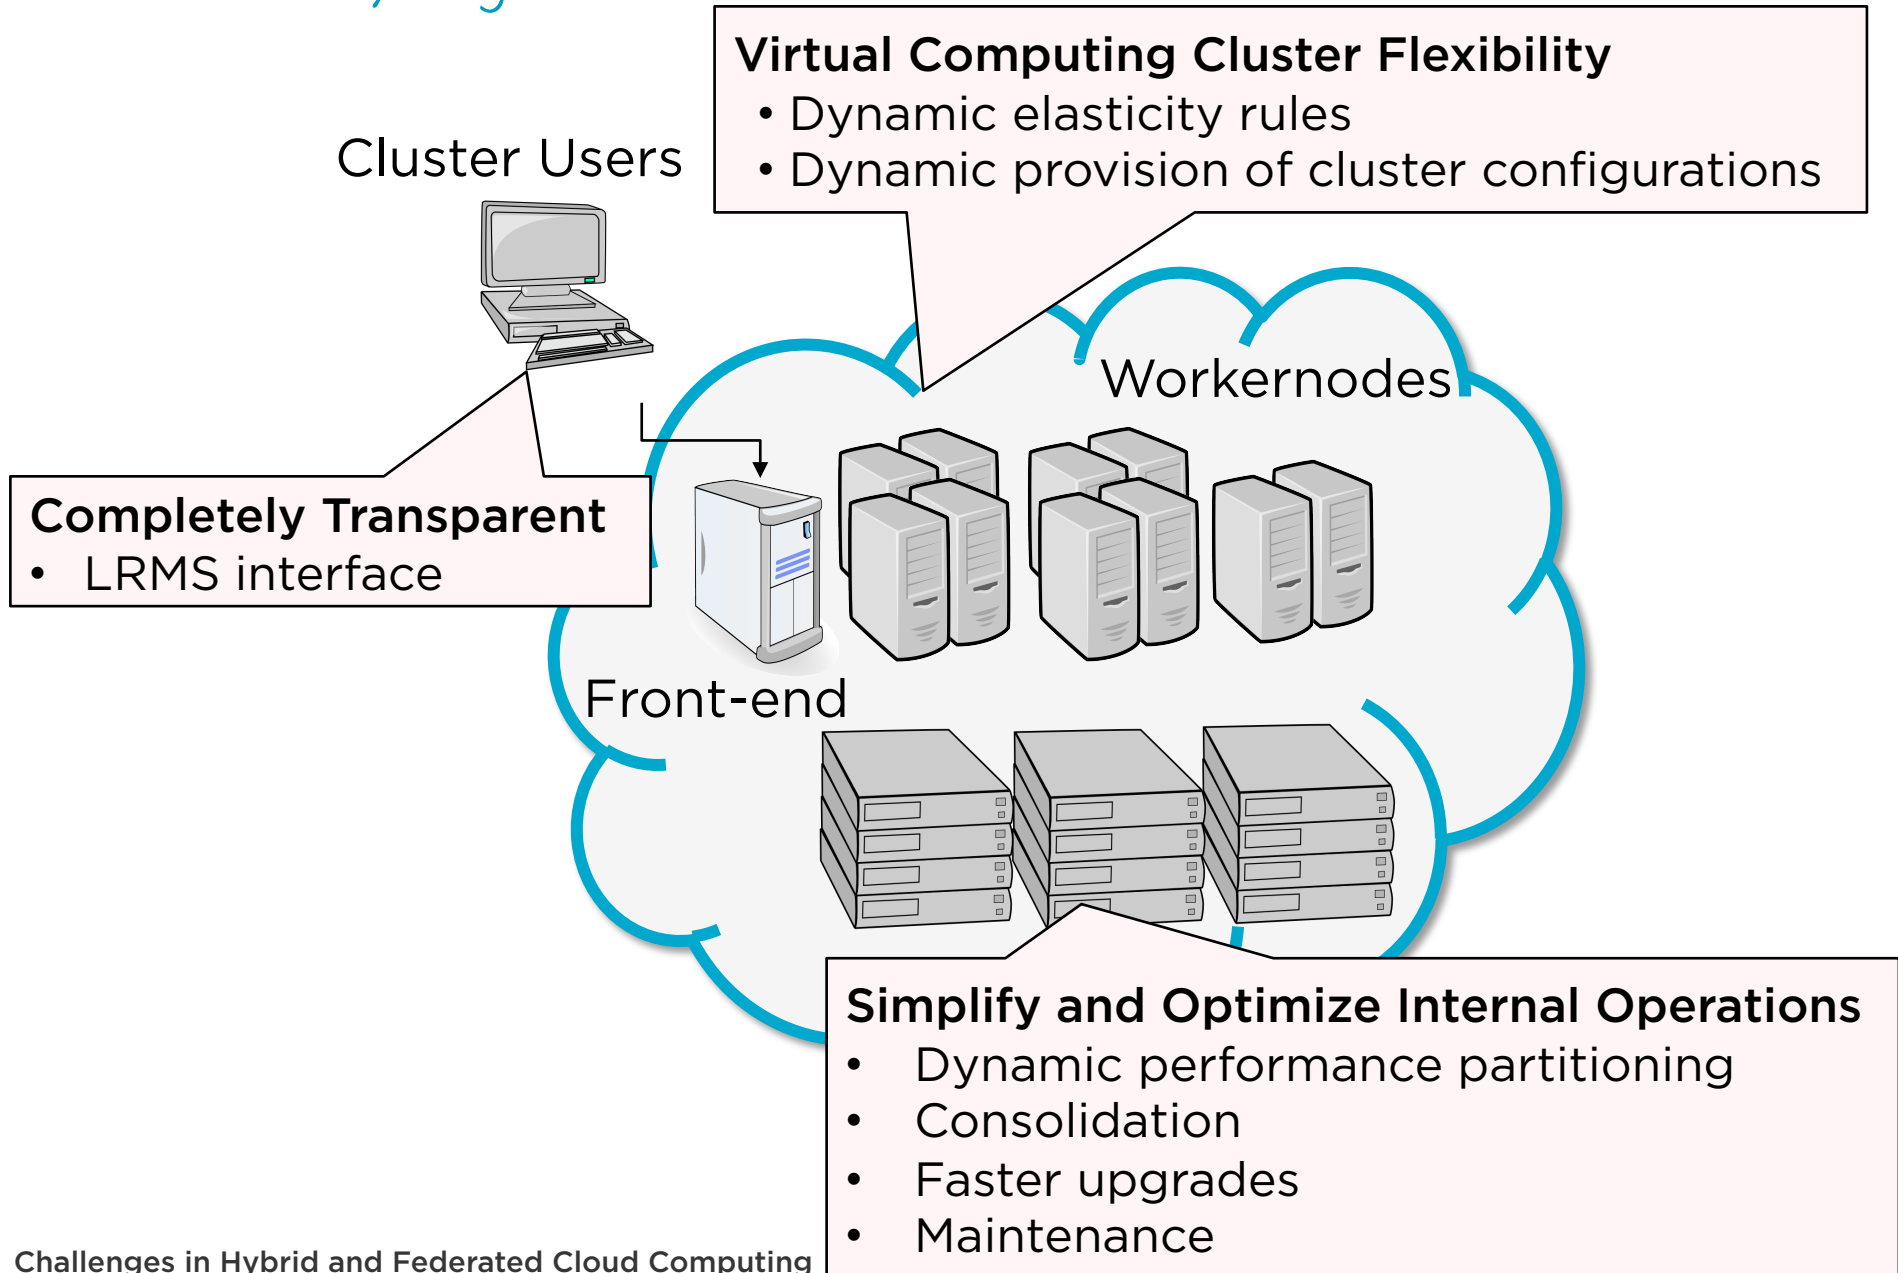 Virtual Computing Cluster Flexibility
• Dynamic elasticity rules
• Dynamic provision of cluster configurations
Cluster Users
Workernodes
Completely Transparent
• LRMS interface
Front-end
Simplify and Optimize Internal Operations
• Dynamic performance partitioning
• Consolidation
• Faster upgrades
• Maintenance
Challenges in Hybrid and Federated Cloud Computing